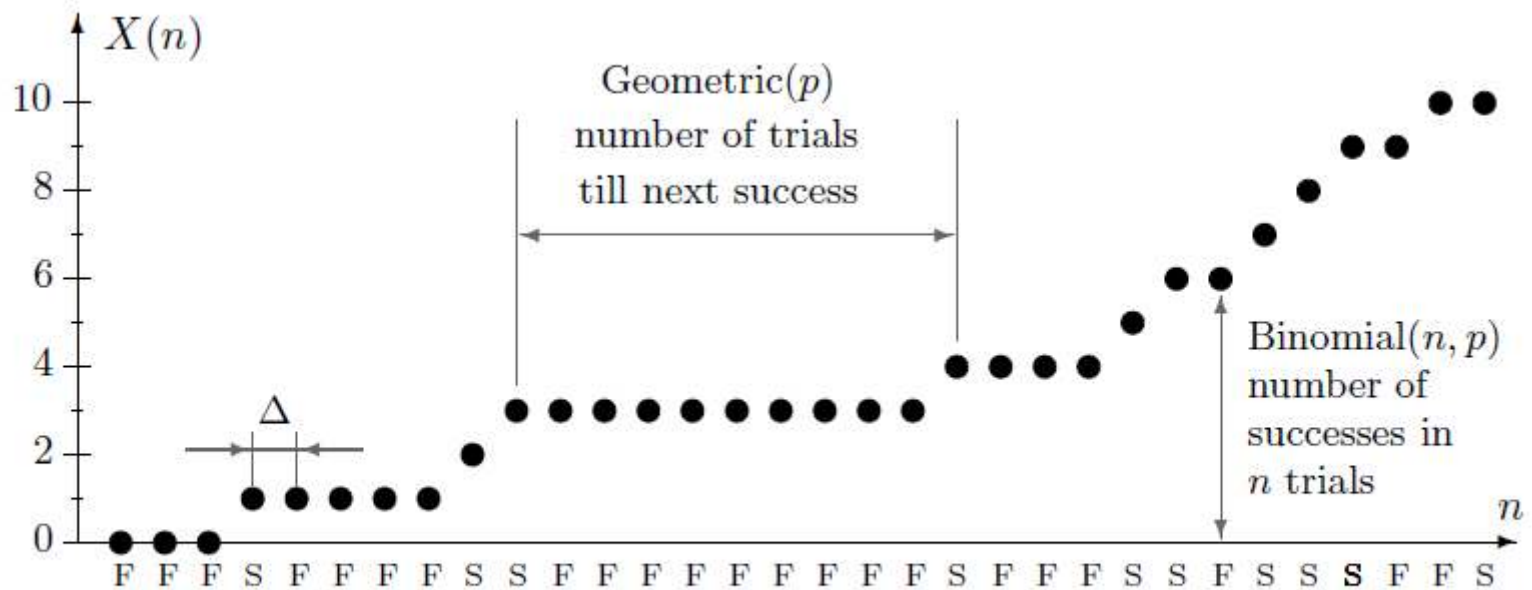 X(n)
Geometric(p)
number of trials
till next success
10
8
6
4
2
0
Δ
Binomial(n, p)
number of
successes in
n trials
n
F F F S F F F F S S F F F F F F F F F S F F F S S F S S S F F S